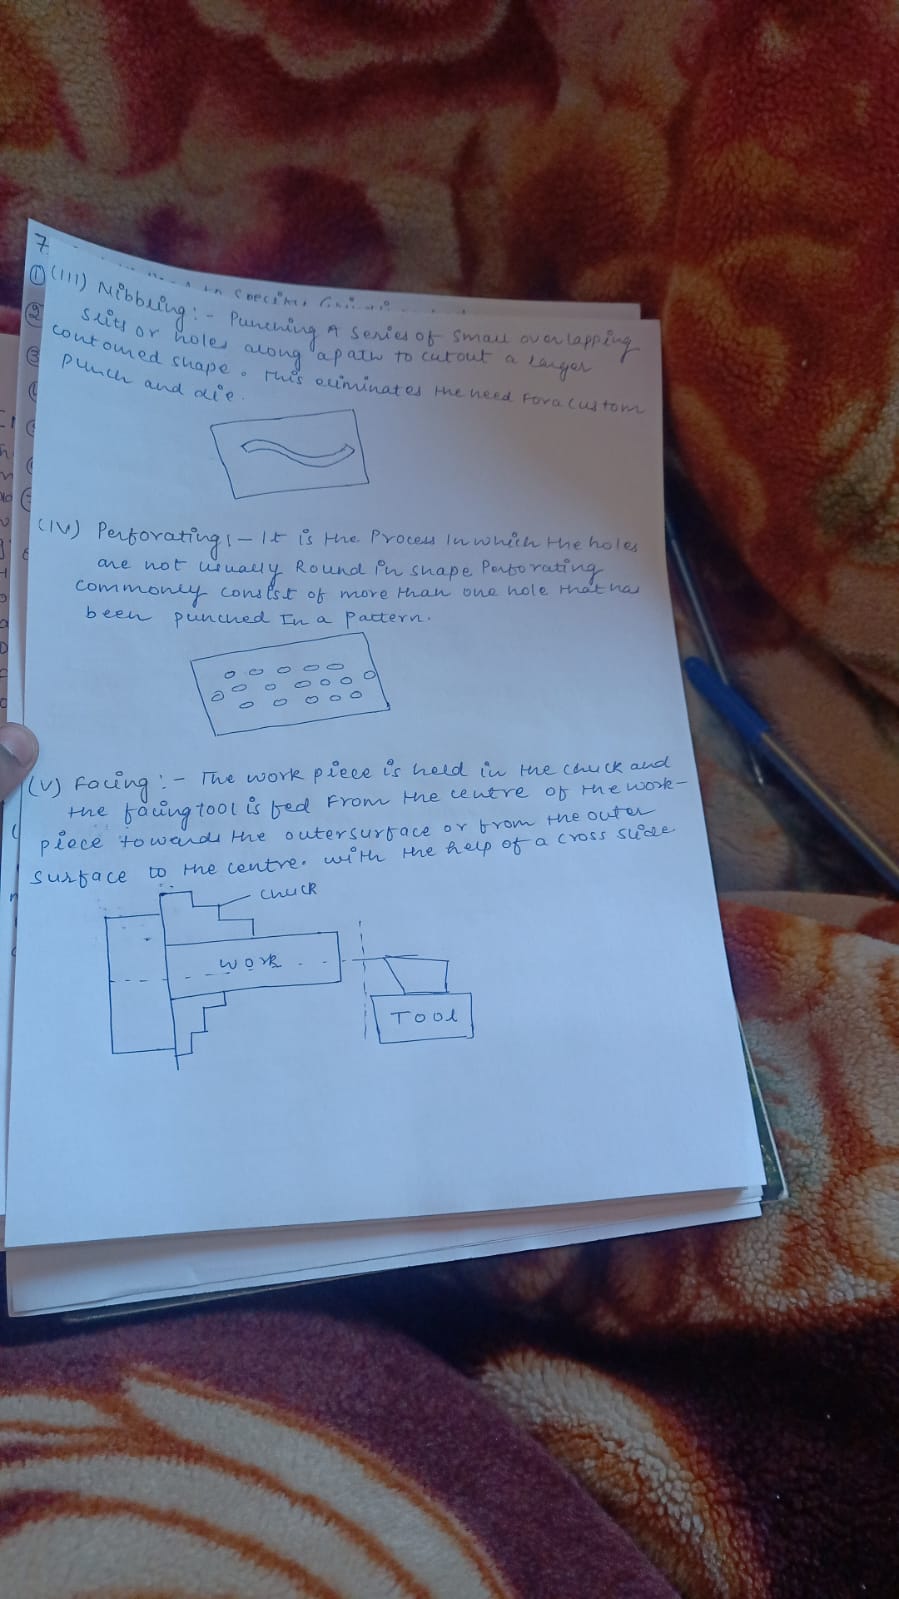 7
(III) Nibbling :- Punching A series of small overlapping
slits or holes along a path to cut out a larger
contoured shape. This eliminates the need For a custom
punch and die.
(IV) Perforating :- It is the Process In which the holes
are not usually Round in shape Perforating
commonly consist of more than one hole that has
been punched In a Pattern.
(V) Facing :- The work piece is held in the chuck and
the facing tool is fed From the centre of the work-
piece towards the outer surface or from the outer
surface to the centre. with the help of a cross slide
chuck
work
Tool